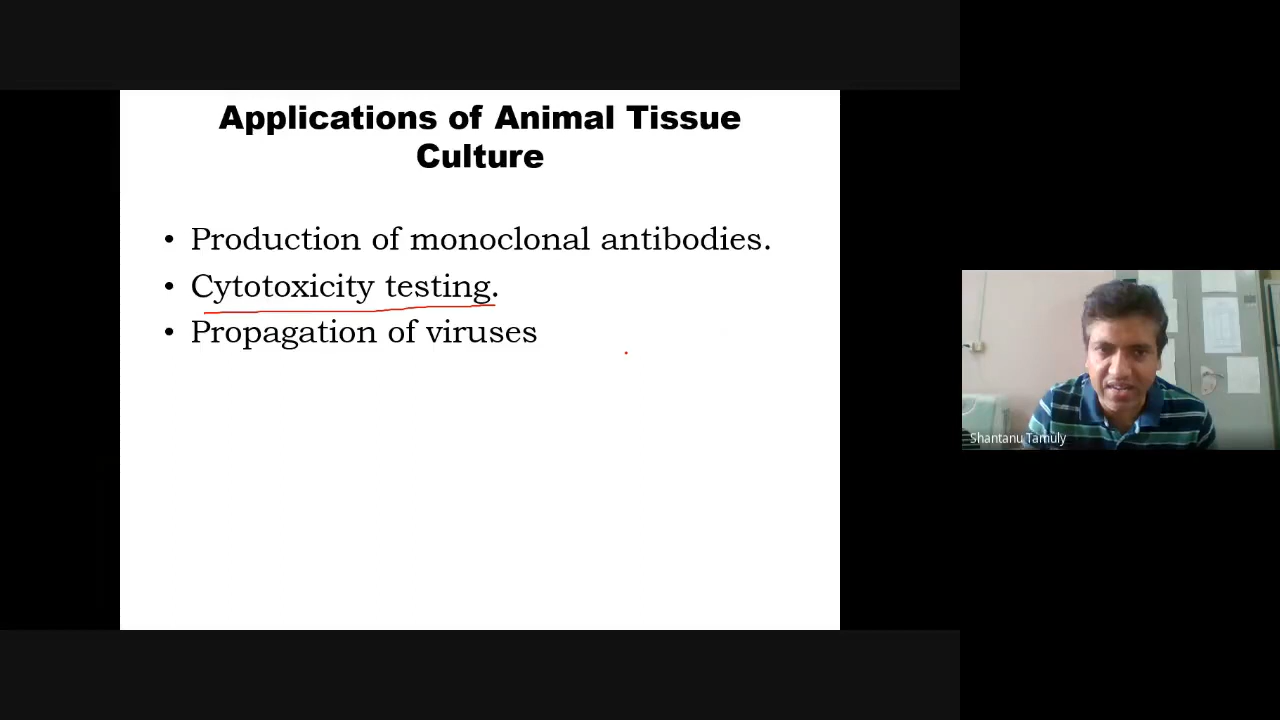 Applications of Animal Tissue
Culture
• Production of monoclonal antibodies.
• Cytotoxicity testing.
• Propagation of viruses
Shantanu Tamuly